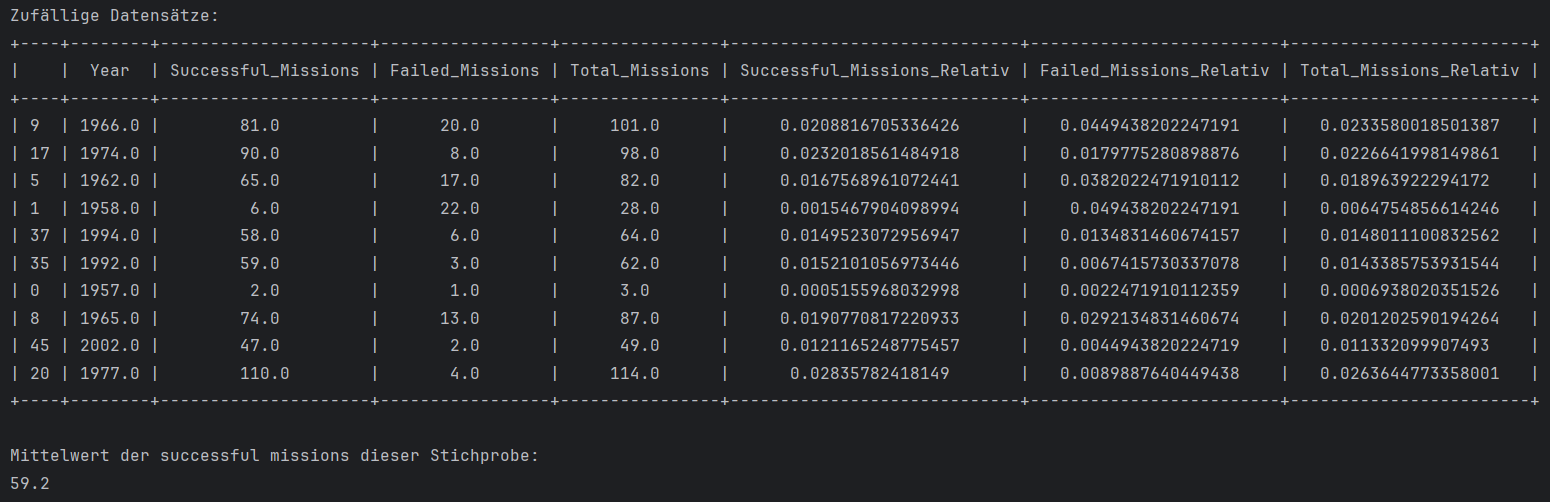 Zufällige Datensätze:
+----+--------+---------------------+-----------------+----------------+-----------------------------+-------------------------+------------------------+
|    |  Year  | Successful_Missions | Failed_Missions | Total_Missions | Successful_Missions_Relativ | Failed_Missions_Relativ | Total_Missions_Relativ |
+----+--------+---------------------+-----------------+----------------+-----------------------------+-------------------------+------------------------+
| 9  | 1966.0 |        81.0         |      20.0       |     101.0      |     0.0208816705336426      |   0.0449438202247191    |   0.0233580018501387   |
| 17 | 1974.0 |        90.0         |       8.0       |      98.0      |     0.0232018561484918      |   0.0179775280898876    |   0.0226641998149861   |
| 5  | 1962.0 |        65.0         |      17.0       |      82.0      |     0.0167568961072441      |   0.0382022471910112    |   0.018963922294172    |
| 1  | 1958.0 |         6.0         |      22.0       |      28.0      |     0.0015467904098994      |    0.049438202247191    |   0.0064754856614246   |
| 37 | 1994.0 |        58.0         |       6.0       |      64.0      |     0.0149523072956947      |   0.0134831460674157    |   0.0148011100832562   |
| 35 | 1992.0 |        59.0         |       3.0       |      62.0      |     0.0152101056973446      |   0.0067415730337078    |   0.0143385753931544   |
| 0  | 1957.0 |         2.0         |       1.0       |      3.0       |     0.0005155968032998      |   0.0022471910112359    |   0.0006938020351526   |
| 8  | 1965.0 |        74.0         |      13.0       |      87.0      |     0.0190770817220933      |   0.0292134831460674    |   0.0201202590194264   |
| 45 | 2002.0 |        47.0         |       2.0       |      49.0      |     0.0121165248775457      |   0.0044943820224719    |   0.011332099907493    |
| 20 | 1977.0 |        110.0        |       4.0       |     114.0      |      0.02835782418149       |   0.0089887640449438    |   0.0263644773358001   |
+----+--------+---------------------+-----------------+----------------+-----------------------------+-------------------------+------------------------+
Mittelwert der successful missions dieser Stichprobe:
59.2